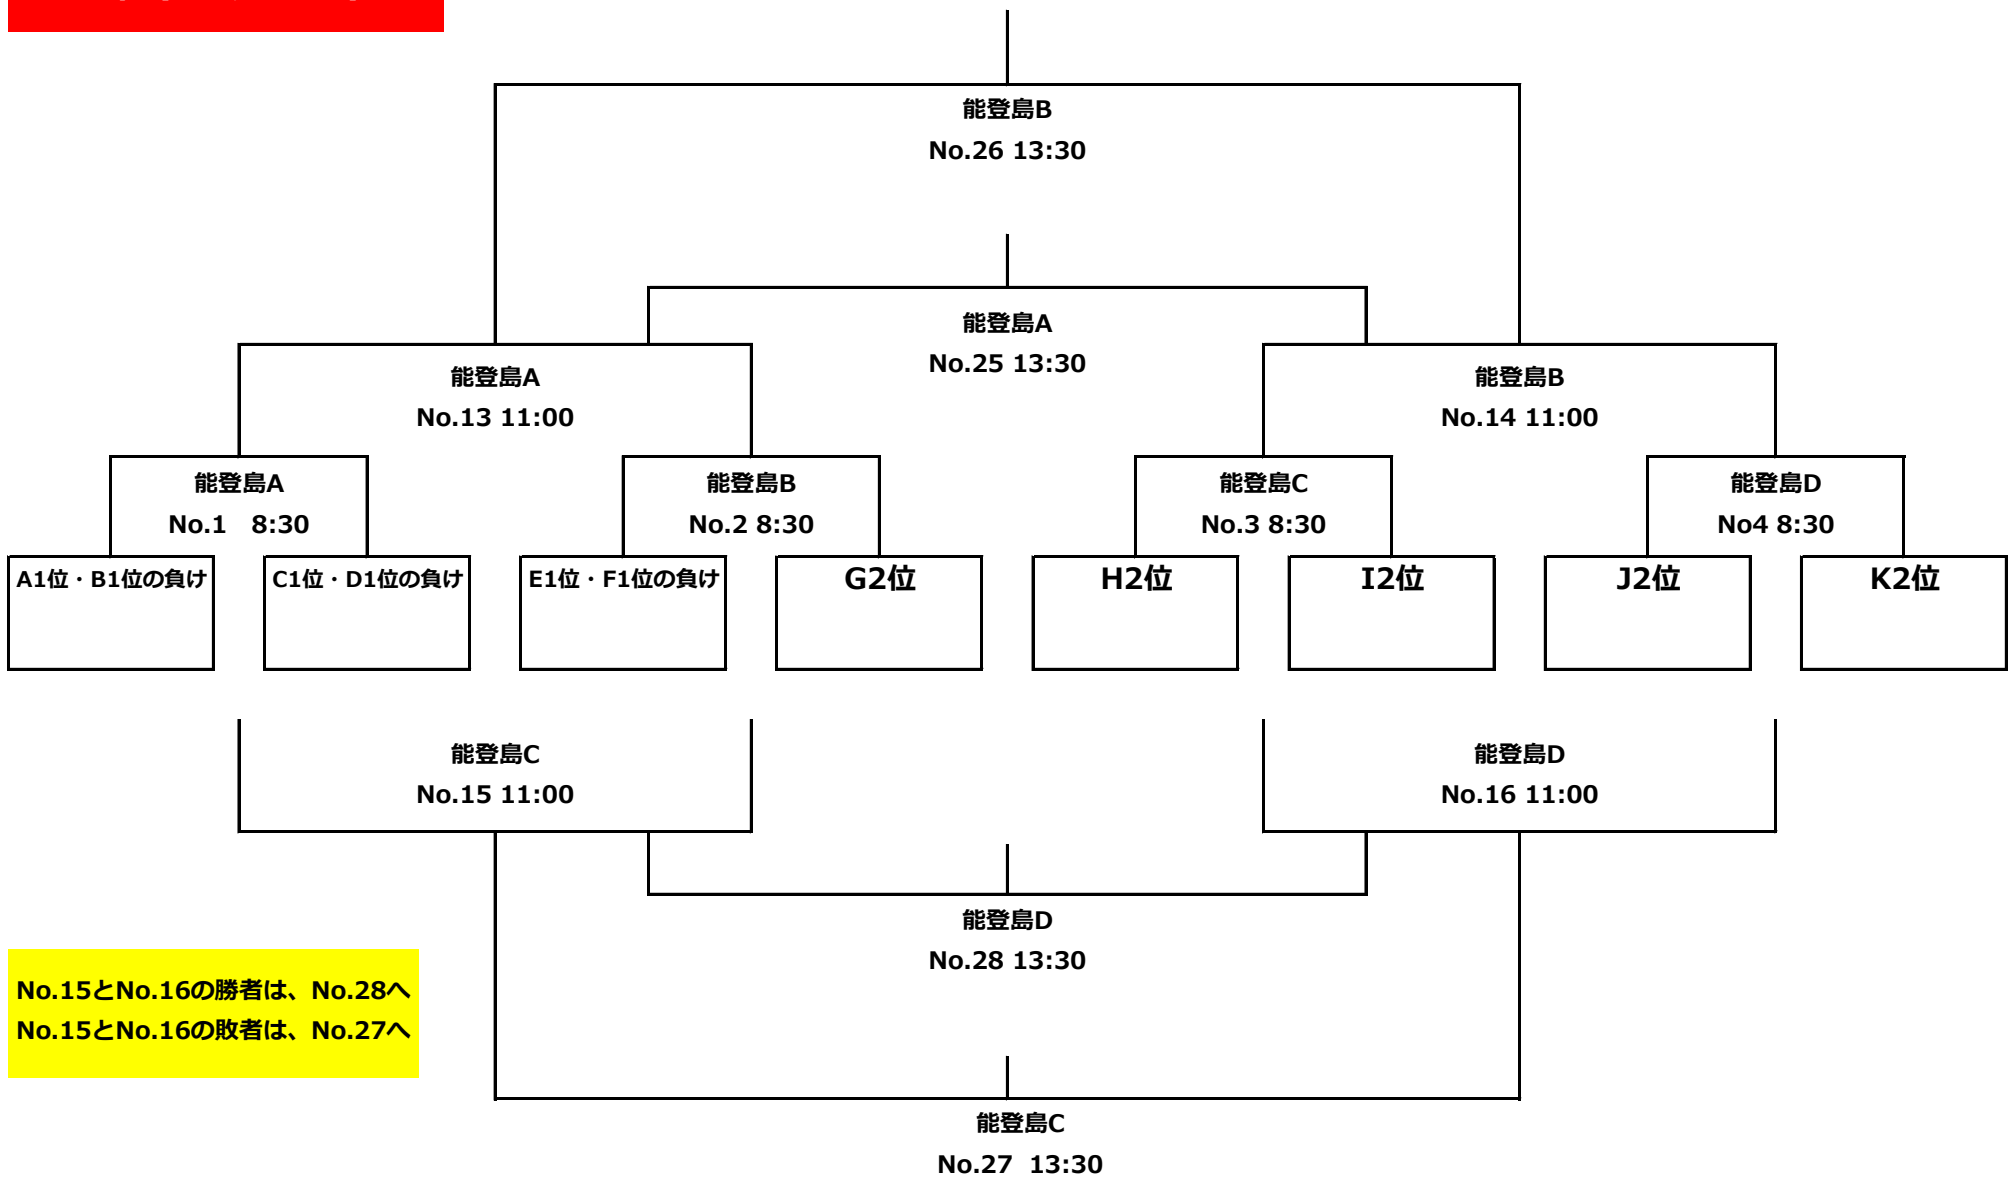 能登島B
No.26 13:30
能登島A
No.25 13:30
能登島A
No.13 11:00
能登島B
No.14 11:00
能登島A
No.1 8:30
能登島B
No.2 8:30
能登島C
No.3 8:30
能登島D
No4 8:30
A1位・B1位の負け
C1位・D1位の負け
E1位・F1位の負け
G2位
H2位
I2位
J2位
K2位
能登島C
No.15 11:00
能登島D
No.16 11:00
能登島D
No.28 13:30
No.15とNo.16の勝者は、No.28へ
No.15とNo.16の敗者は、No.27へ
能登島C
No.27 13:30